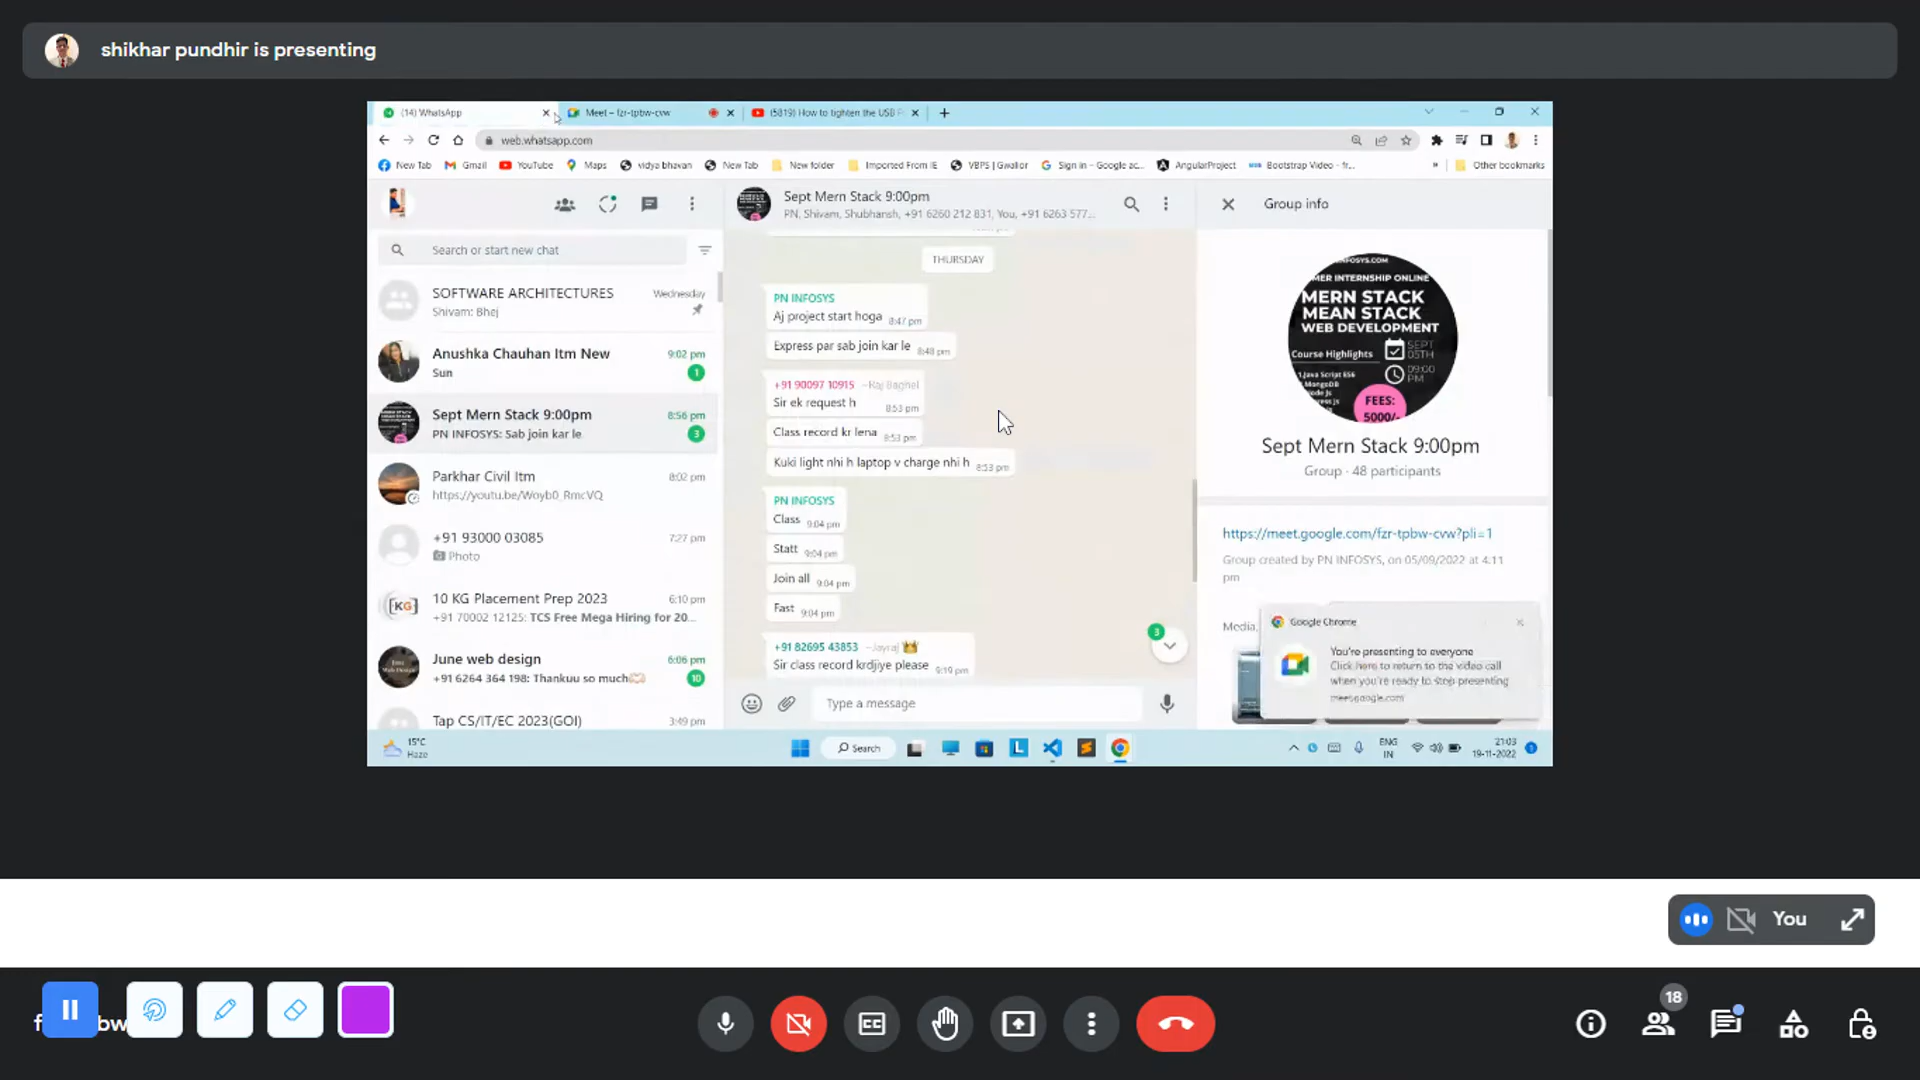 shikhar pundhir is presenting
(14) WhatsApp
Meet – fzr-tpbw-cvw
(5819) How to tighten the USB P
web.whatsapp.com
New Tab
Gmail
YouTube
Maps
vidya bhavan
New Tab
New folder
Imported From IE
VBPS | Gwalior
Sign in – Google ac...
AngularProject
Bootstrap Video - fr...
»
Other bookmarks
Search or start new chat
SOFTWARE ARCHITECTURES
Wednesday
Shivam: Bhej
Anushka Chauhan Itm New
9:02 pm
Sun
1
Sept Mern Stack 9:00pm
8:56 pm
PN INFOSYS: Sab join kar le
3
Parkhar Civil Itm
8:02 pm
https://youtu.be/Woyb0_RmcVQ
+91 93000 03085
7:27 pm
Photo
KG
10 KG Placement Prep 2023
6:10 pm
+91 70002 12125: TCS Free Mega Hiring for 20...
June web design
6:06 pm
+91 6264 364 198: Thankuu so much
10
Tap CS/IT/EC 2023(GOI)
3:49 pm
Sept Mern Stack 9:00pm
PN, Shivam, Shubhansh, +91 6260 212 831, You, +91 6263 577...
THURSDAY
PN INFOSYS
Aj project start hoga 8:47 pm
Express par sab join kar le 8:48 pm
+91 90097 10915 ~Raj Baghel
Sir ek request h 8:53 pm
Class record kr lena 8:53 pm
Kuki light nhi h laptop v charge nhi h 8:53 pm
PN INFOSYS
Class 9:04 pm
Statt 9:04 pm
Join all 9:04 pm
Fast 9:04 pm
+91 82695 43853 ~Jayraj
Sir class record krdjiye please 9:19 pm
3
Type a message
Group info
MER INTERNSHIP ONLINE
MERN STACK
MEAN STACK
WEB DEVELOPMENT
Course Highlights
SEPT
05TH
09:00
PM
1.Java Script ES6
FEES:
5000/-
Sept Mern Stack 9:00pm
Group · 48 participants
https://meet.google.com/fzr-tpbw-cvw?pli=1
Group created by PN INFOSYS, on 05/09/2022 at 4:11
pm
Media,
Google Chrome
You're presenting to everyone
Click here to return to the video call
when you're ready to stop presenting
meet.google.com
15°C
Haze
Search
ENG
IN
21:03
19-11-2022
1
You
18